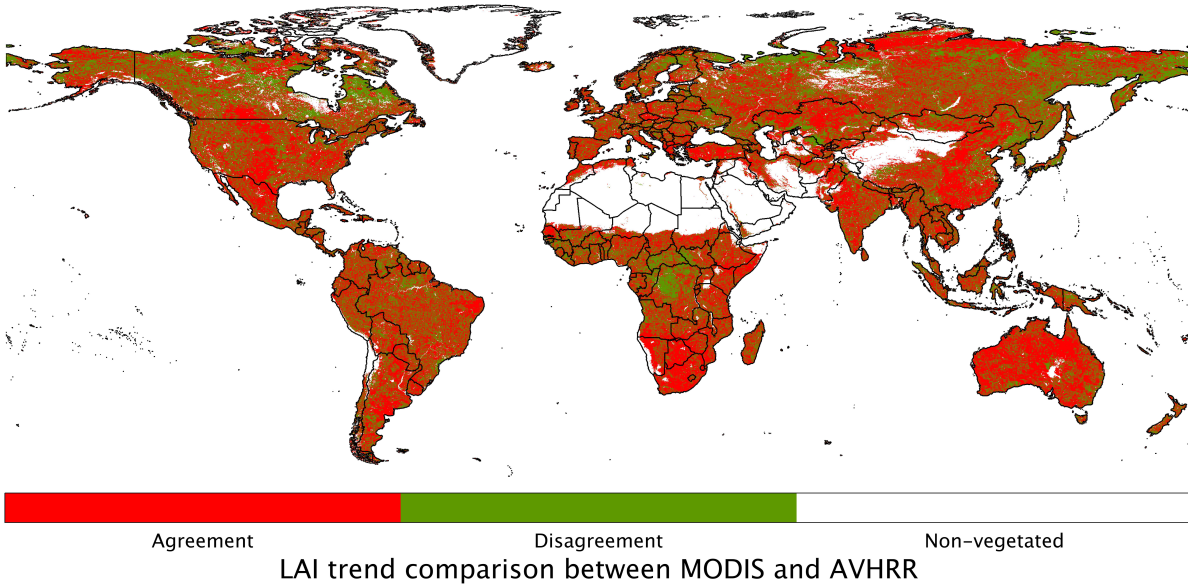 Agreement Disagreement Non-vegetated
LAI trend comparison between MODIS and AVHRR